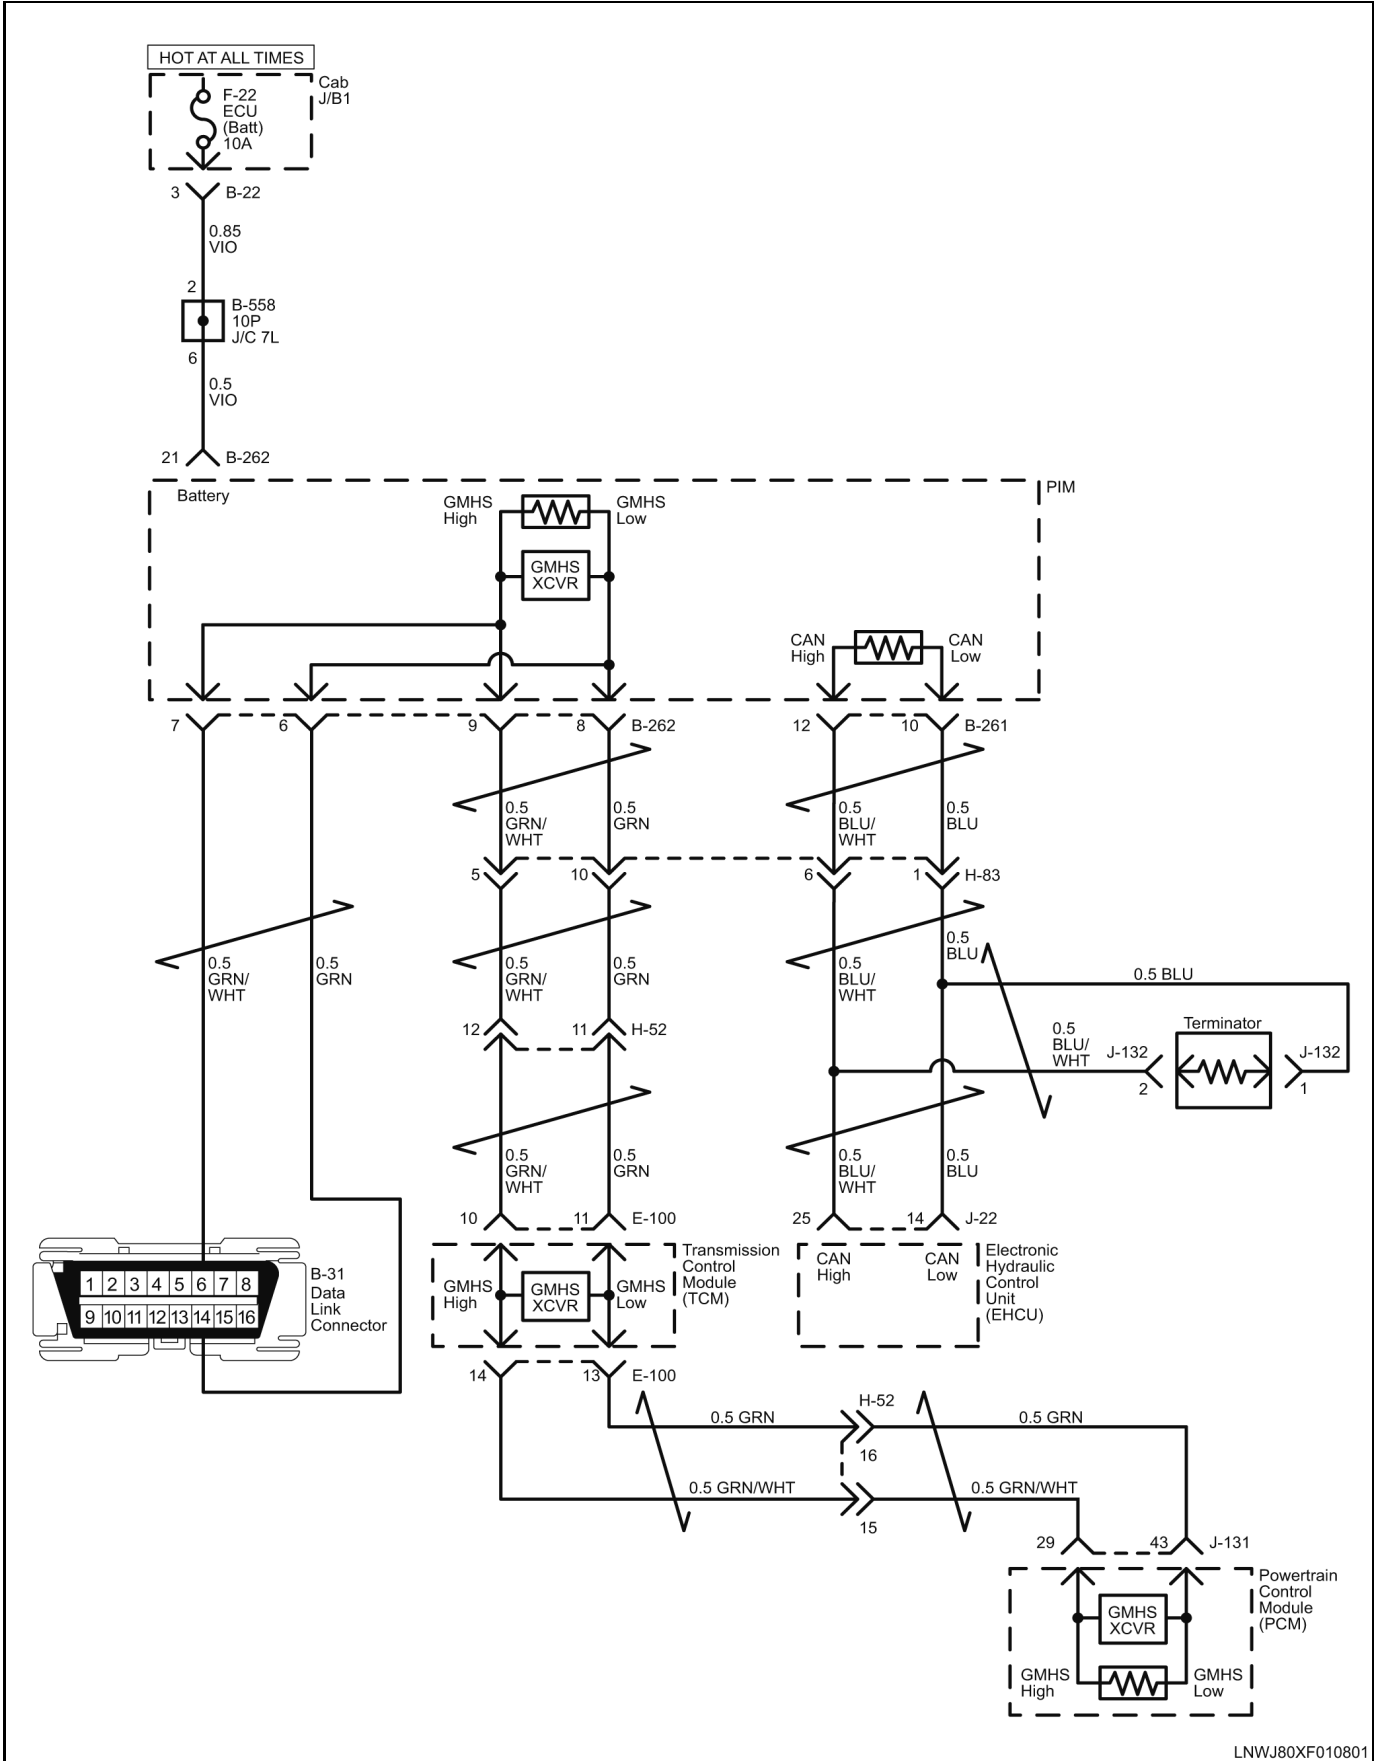 HOT AT ALL TIMES
Cab
J/B1
F-22
ECU
(Batt)
10A
3
B-22
0.85
VIO
2
B-558
10P
J/C 7L
6
0.5
VIO
21
B-262
Battery
PIM
GMHS
High
GMHS
Low
GMHS
XCVR
CAN
High
CAN
Low
7
6
9
8
B-262
12
10
B-261
0.5
GRN/
WHT
0.5
GRN
0.5
BLU/
WHT
0.5
BLU
5
10
6
1
H-83
0.5
GRN/
WHT
0.5
GRN
0.5
GRN/
WHT
0.5
GRN
0.5
BLU/
WHT
0.5
BLU
0.5 BLU
0.5
BLU/
WHT
Terminator
J-132
2
J-132
1
12
11
H-52
0.5
GRN/
WHT
0.5
GRN
0.5
BLU/
WHT
0.5
BLU
10
11
E-100
25
14
J-22
1 2 3 4 5 6 7 8
9 10 11 12 13 14 15 16
B-31
Data
Link
Connector
GMHS
High
GMHS
XCVR
GMHS
Low
Transmission
Control
Module
(TCM)
CAN
High
CAN
Low
Electronic
Hydraulic
Control
Unit
(EHCU)
14
13
E-100
0.5 GRN
H-52
16
0.5 GRN
0.5 GRN/WHT
15
0.5 GRN/WHT
29
43
J-131
GMHS
XCVR
GMHS
High
GMHS
Low
Powertrain
Control
Module
(PCM)
LNWJ80XF010801